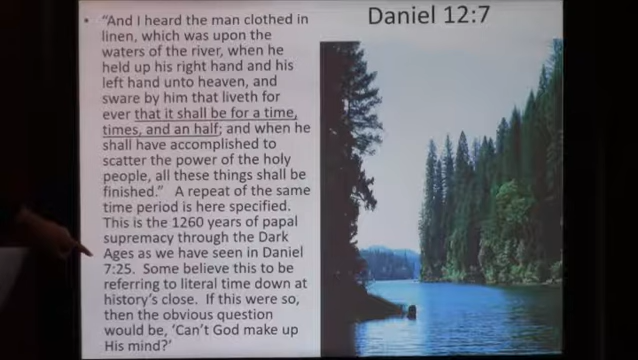 Daniel 12:7
• “And I heard the man clothed in
linen, which was upon the
waters of the river, when he
held up his right hand and his
left hand unto heaven, and
sware by him that liveth for
ever that it shall be for a time,
times, and an half; and when he
shall have accomplished to
scatter the power of the holy
people, all these things shall be
finished.”  A repeat of the same
time period is here specified.
This is the 1260 years of papal
supremacy through the Dark
Ages as we have seen in Daniel
7:25.  Some believe this to be
referring to literal time down at
history’s close.  If this were so,
then the obvious question
would be, ‘Can’t God make up
His mind?’